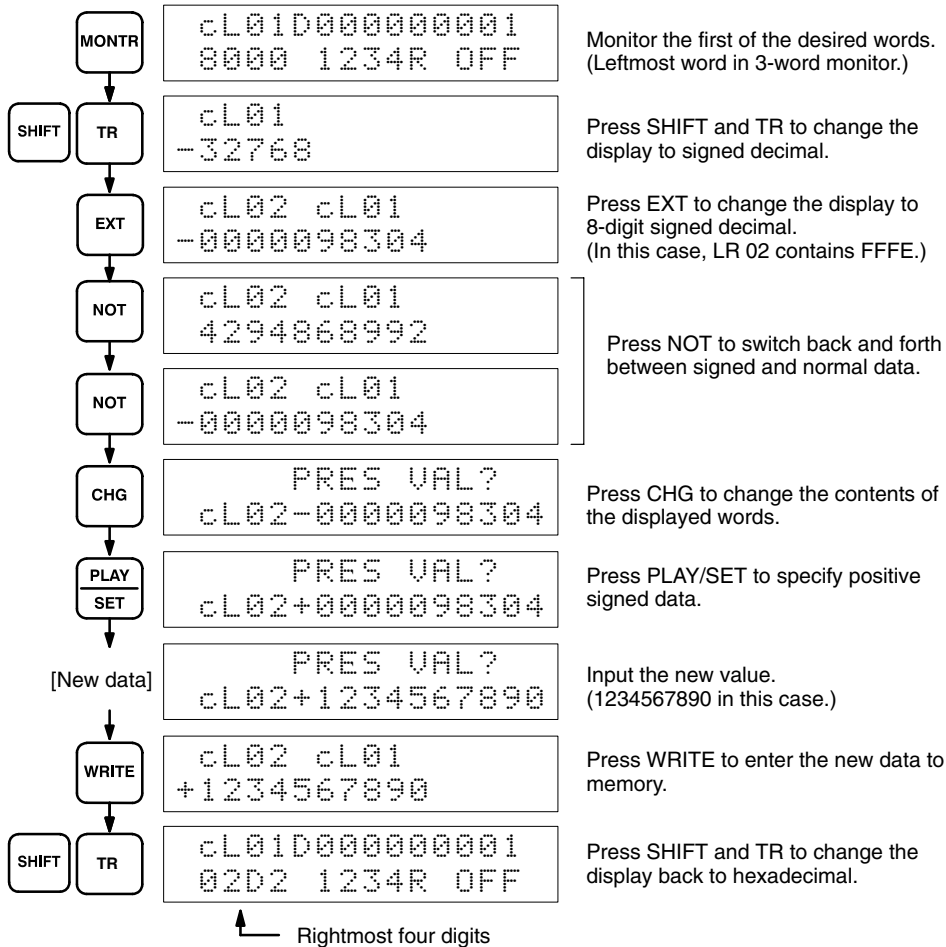 MONTR
cL01D000000001
8000 1234R OFF
Monitor the first of the desired words.
(Leftmost word in 3-word monitor.)
SHIFT
TR
cL01
-32768
Press SHIFT and TR to change the
display to signed decimal.
EXT
cL02 cL01
-0000098304
Press EXT to change the display to
8-digit signed decimal.
(In this case, LR 02 contains FFFE.)
NOT
cL02 cL01
4294868992
Press NOT to switch back and forth
between signed and normal data.
NOT
cL02 cL01
-0000098304
CHG
PRES VAL?
cL02-0000098304
Press CHG to change the contents of
the displayed words.
PLAY
SET
PRES VAL?
cL02+0000098304
Press PLAY/SET to specify positive
signed data.
[New data]
PRES VAL?
cL02+1234567890
Input the new value.
(1234567890 in this case.)
WRITE
cL02 cL01
+1234567890
Press WRITE to enter the new data to
memory.
SHIFT
TR
cL01D000000001
02D2 1234R OFF
Press SHIFT and TR to change the
display back to hexadecimal.
Rightmost four digits